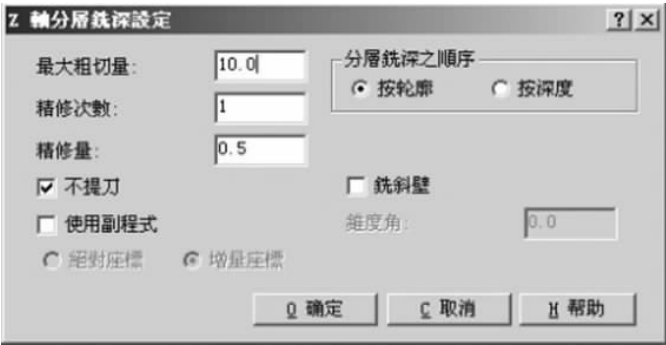 Z 軸分層銑深設定
最大粗切量: 10.0
精修次數: 1
精修量: 0.5
不提刀
使用副程式
絕對座標 增量座標
分層銑深之順序
按轮廓 按深度
銑斜壁
錐度角: 0.0
O 确定 C 取消 H 帮助